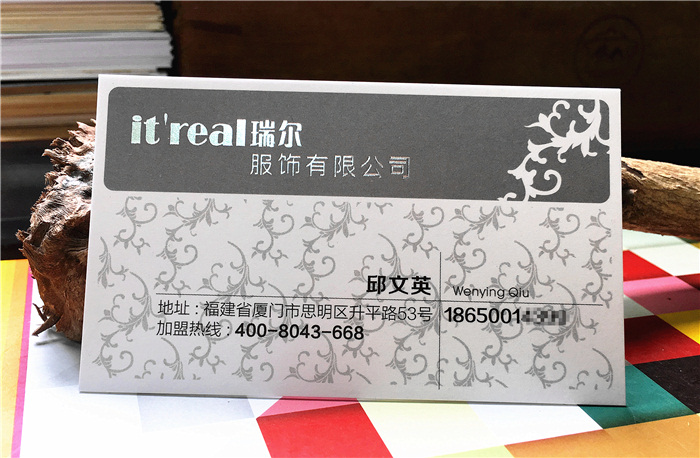 it'real瑞尔
服饰有限公司
邱文英 Wenying Qiu
地址：福建省厦门市思明区升平路53号 1865001
加盟热线：400-8043-668